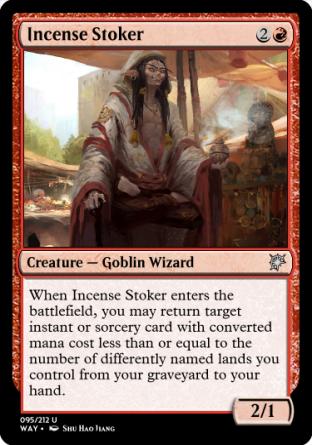 Incense Stoker 2
Creature — Goblin Wizard
When Incense Stoker enters the
battlefield, you may return target
instant or sorcery card with converted
mana cost less than or equal to the
number of differently named lands you
control from your graveyard to your
hand.
2/1
095/212 U
WAY • Shu Hao Jiang